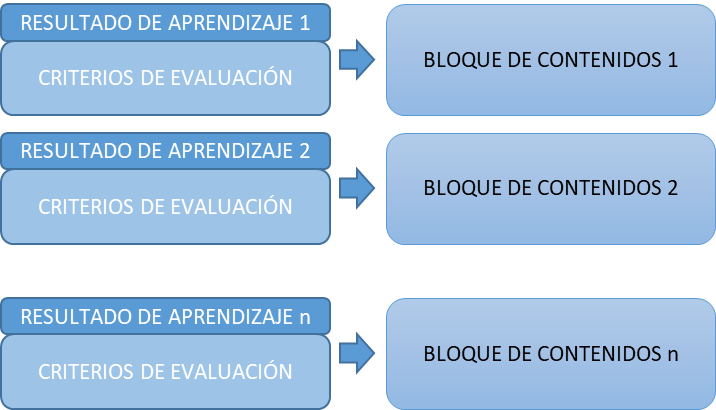 RESULTADO DE APRENDIZAJE 1
CRITERIOS DE EVALUACIÓN
BLOQUE DE CONTENIDOS 1
RESULTADO DE APRENDIZAJE 2
CRITERIOS DE EVALUACIÓN
BLOQUE DE CONTENIDOS 2
RESULTADO DE APRENDIZAJE n
CRITERIOS DE EVALUACIÓN
BLOQUE DE CONTENIDOS n